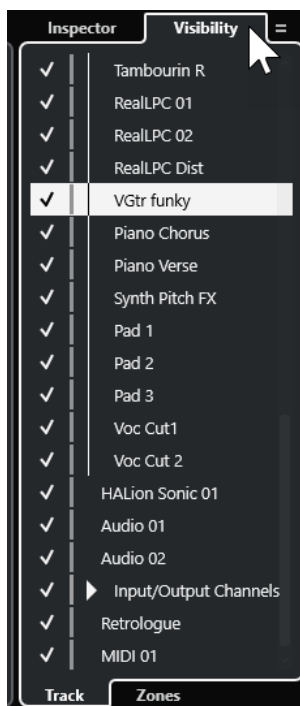 Inspector Visibility
Tambourin R
RealLPC 01
RealLPC 02
RealLPC Dist
VGtr funky
Piano Chorus
Piano Verse
Synth Pitch FX
Pad 1
Pad 2
Pad 3
Voc Cut1
Voc Cut 2
HALion Sonic 01
Audio 01
Audio 02
Input/Output Channels
Retrologue
MIDI 01
Track Zones